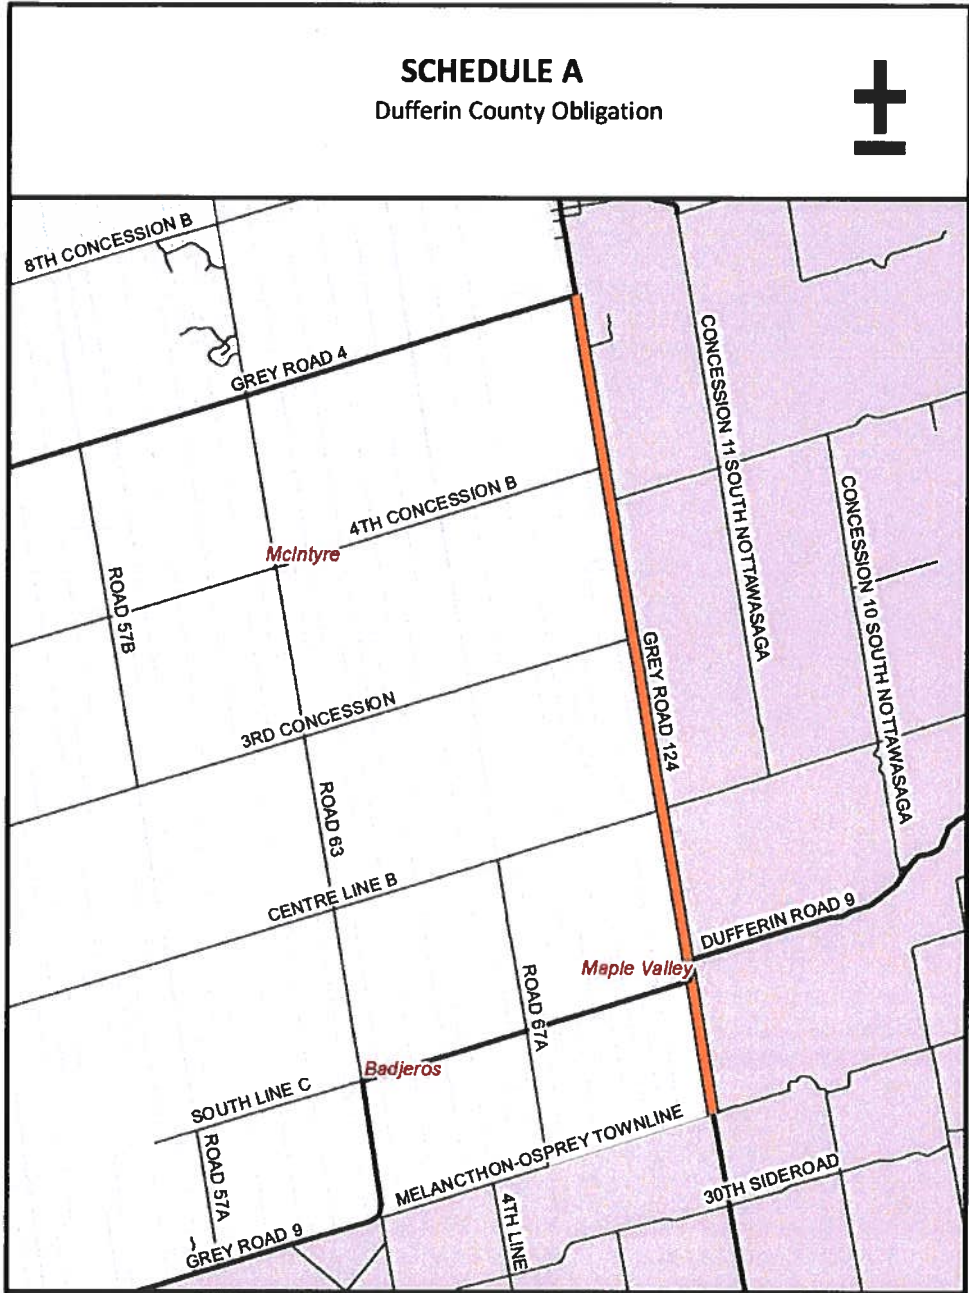 SCHEDULE A
Dufferin County Obligation
8TH CONCESSION B
GREY ROAD 4
CONCESSION 11 SOUTH NOTTAWASAGA
4TH CONCESSION B
CONCESSION 10 SOUTH NOTTAWASAGA
McIntyre
ROAD 57B
GREY ROAD 124
3RD CONCESSION
ROAD 63
CENTRE LINE B
DUFFERIN ROAD 9
Maple Valley
ROAD 67A
Badjeros
SOUTH LINE C
MELANCTHON-OSPREY TOWNLINE
ROAD 57A
30TH SIDEROAD
4TH LINE
GREY ROAD 9